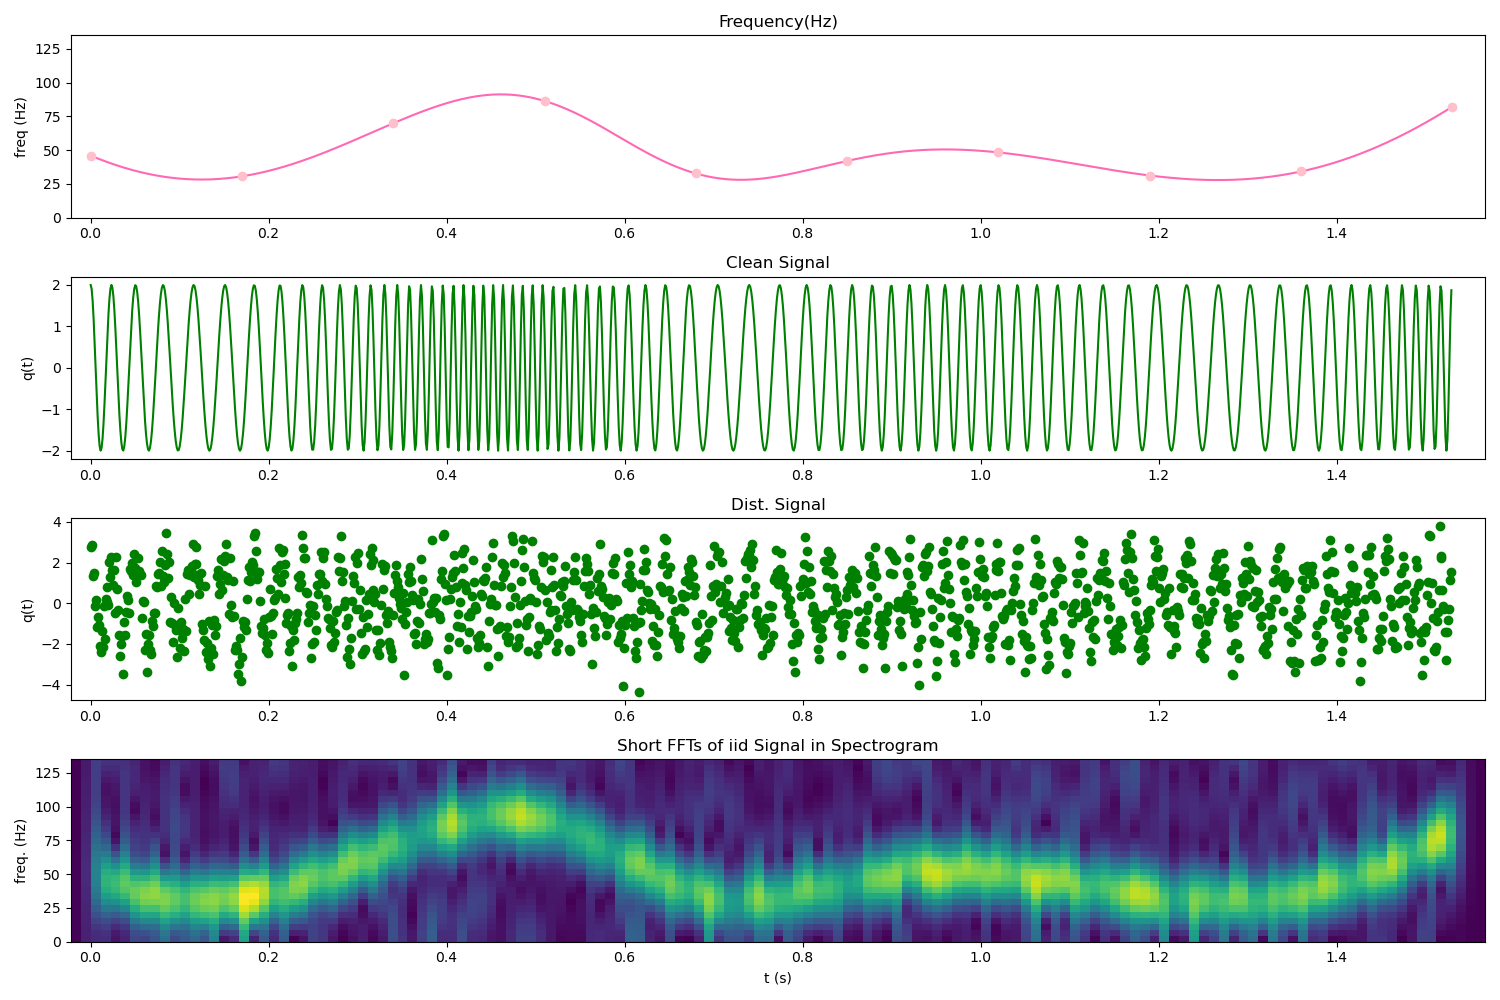 Frequency(Hz)
freq (Hz)
125
100
75
50
25
0
0.0 0.2 0.4 0.6 0.8 1.0 1.2 1.4
Clean Signal
q(t)
2
1
0
−1
−2
0.0 0.2 0.4 0.6 0.8 1.0 1.2 1.4
Dist. Signal
q(t)
4
2
0
−2
−4
0.0 0.2 0.4 0.6 0.8 1.0 1.2 1.4
Short FFTs of iid Signal in Spectrogram
freq. (Hz)
125
100
75
50
25
0
0.0 0.2 0.4 0.6 0.8 1.0 1.2 1.4
t (s)